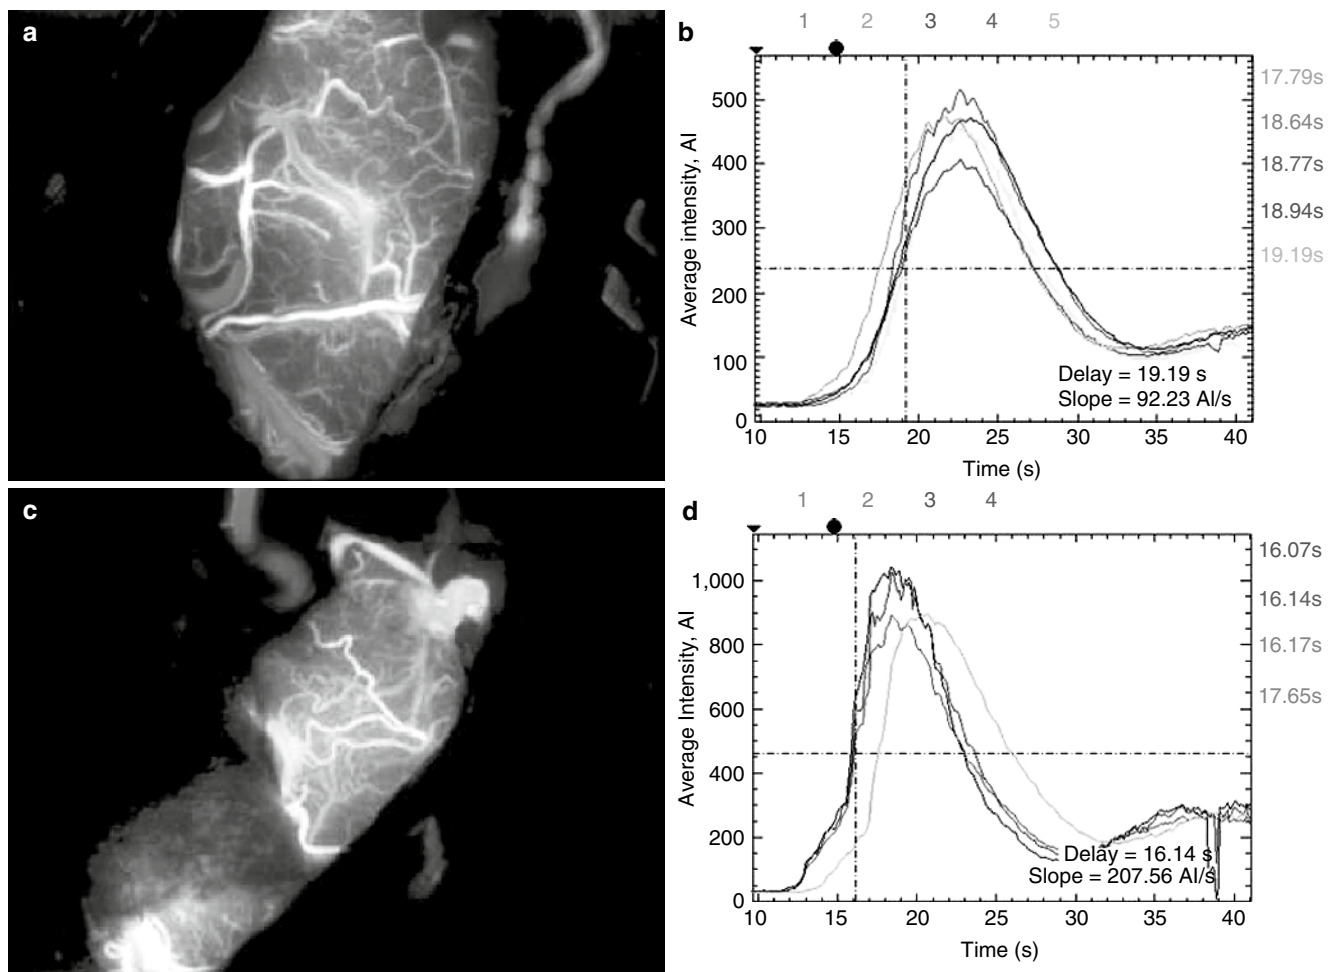 a
b
1 2 3 4 5
17.79s
18.64s
18.77s
18.94s
19.19s
Average intensity, AI
500
400
300
200
100
0
Delay = 19.19 s
Slope = 92.23 AI/s
10 15 20 25 30 35 40
Time (s)
c
d
1 2 3 4
16.07s
16.14s
16.17s
17.65s
Average Intensity, AI
1,000
800
600
400
200
0
Delay = 16.14 s
Slope = 207.56 AI/s
10 15 20 25 30 35 40
Time (s)